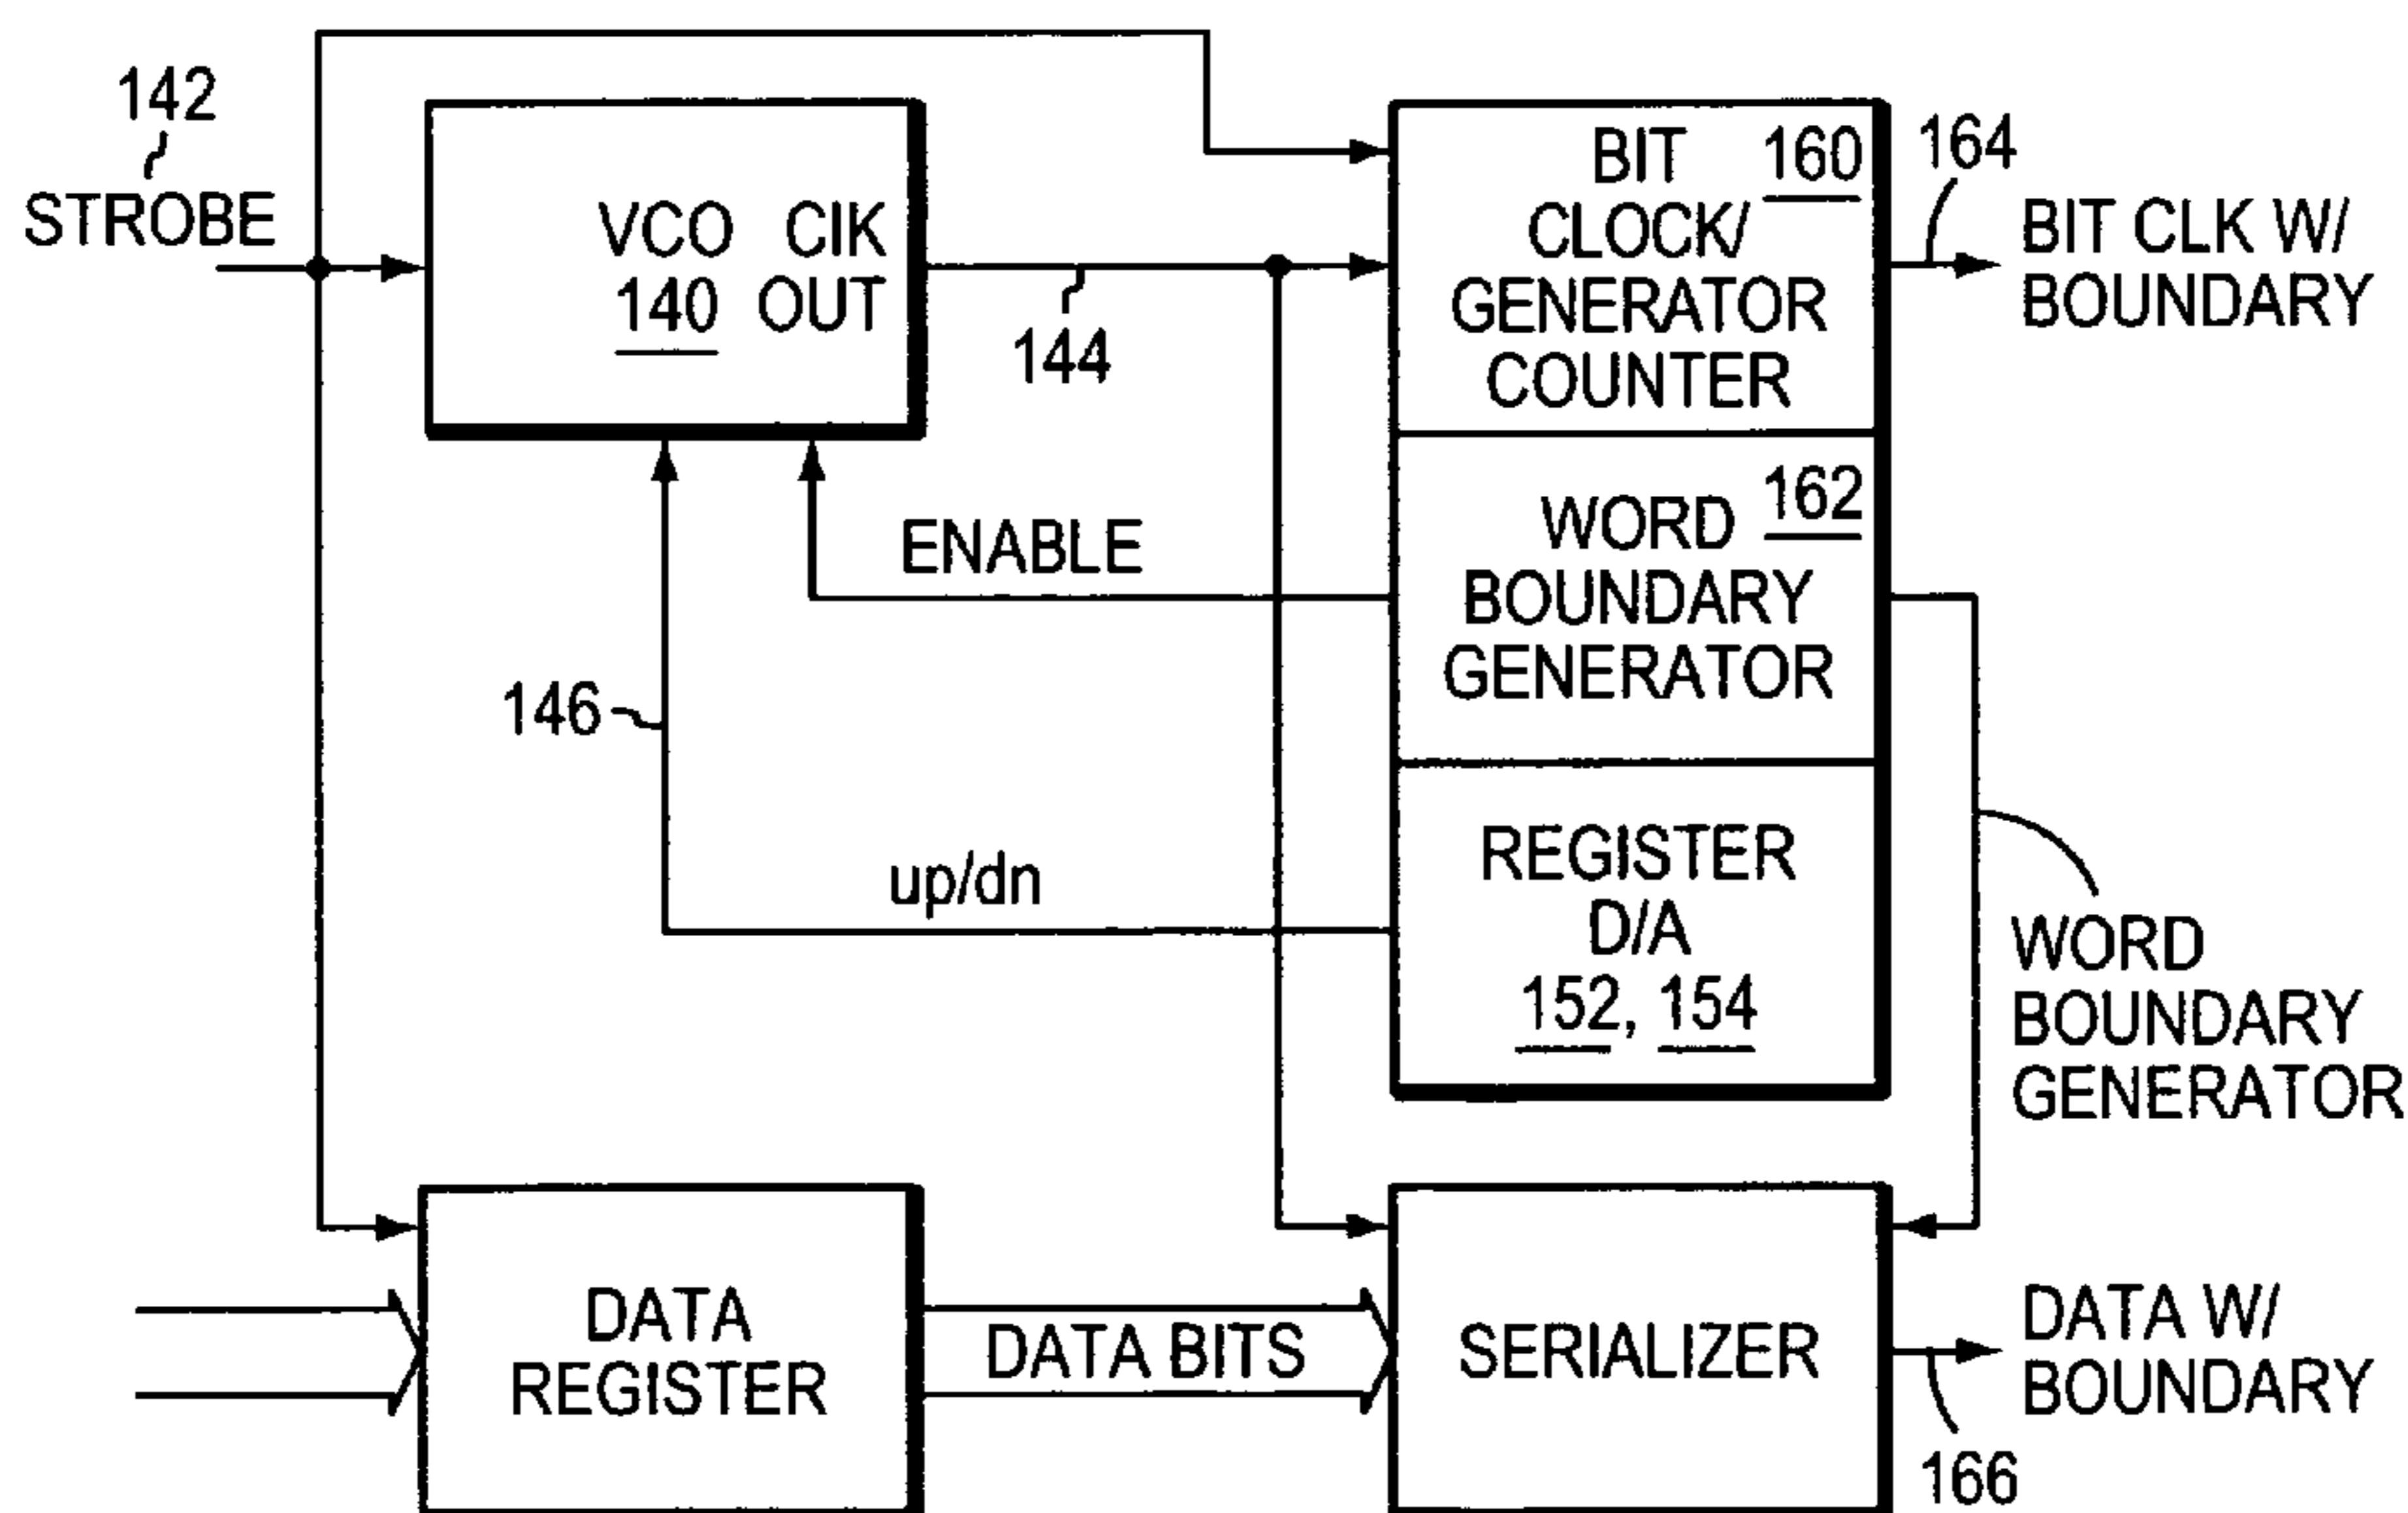 142
STROBE
VCO CIK
140 OUT
144
BIT 160
CLOCK/
GENERATOR
COUNTER
164
BIT CLK W/
BOUNDARY
ENABLE
WORD 162
BOUNDARY
GENERATOR
146
up/dn
REGISTER
D/A
152, 154
WORD
BOUNDARY
GENERATOR
DATA
REGISTER
DATA BITS
SERIALIZER
DATA W/
BOUNDARY
166